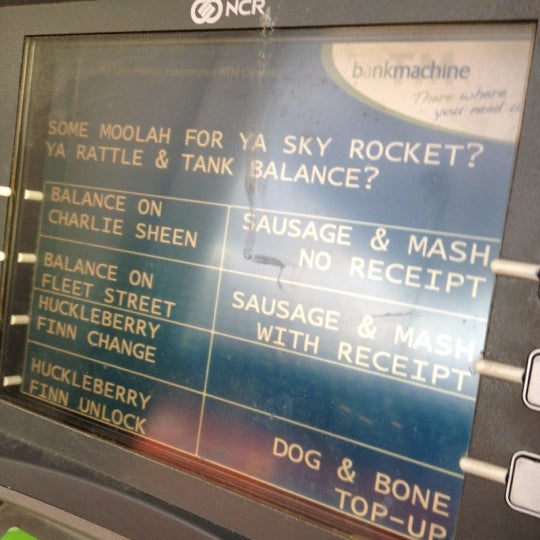 NCR
bankmachine
There where
you need u
SOME MOOLAH FOR YA SKY ROCKET?
YA RATTLE & TANK BALANCE?
BALANCE ON
CHARLIE SHEEN
SAUSAGE & MASH
NO RECEIPT
BALANCE ON
FLEET STREET
SAUSAGE & MASH
WITH RECEIPT
HUCKLEBERRY
FINN CHANGE
HUCKLEBERRY
FINN UNLOCK
DOG & BONE
TOP-UP